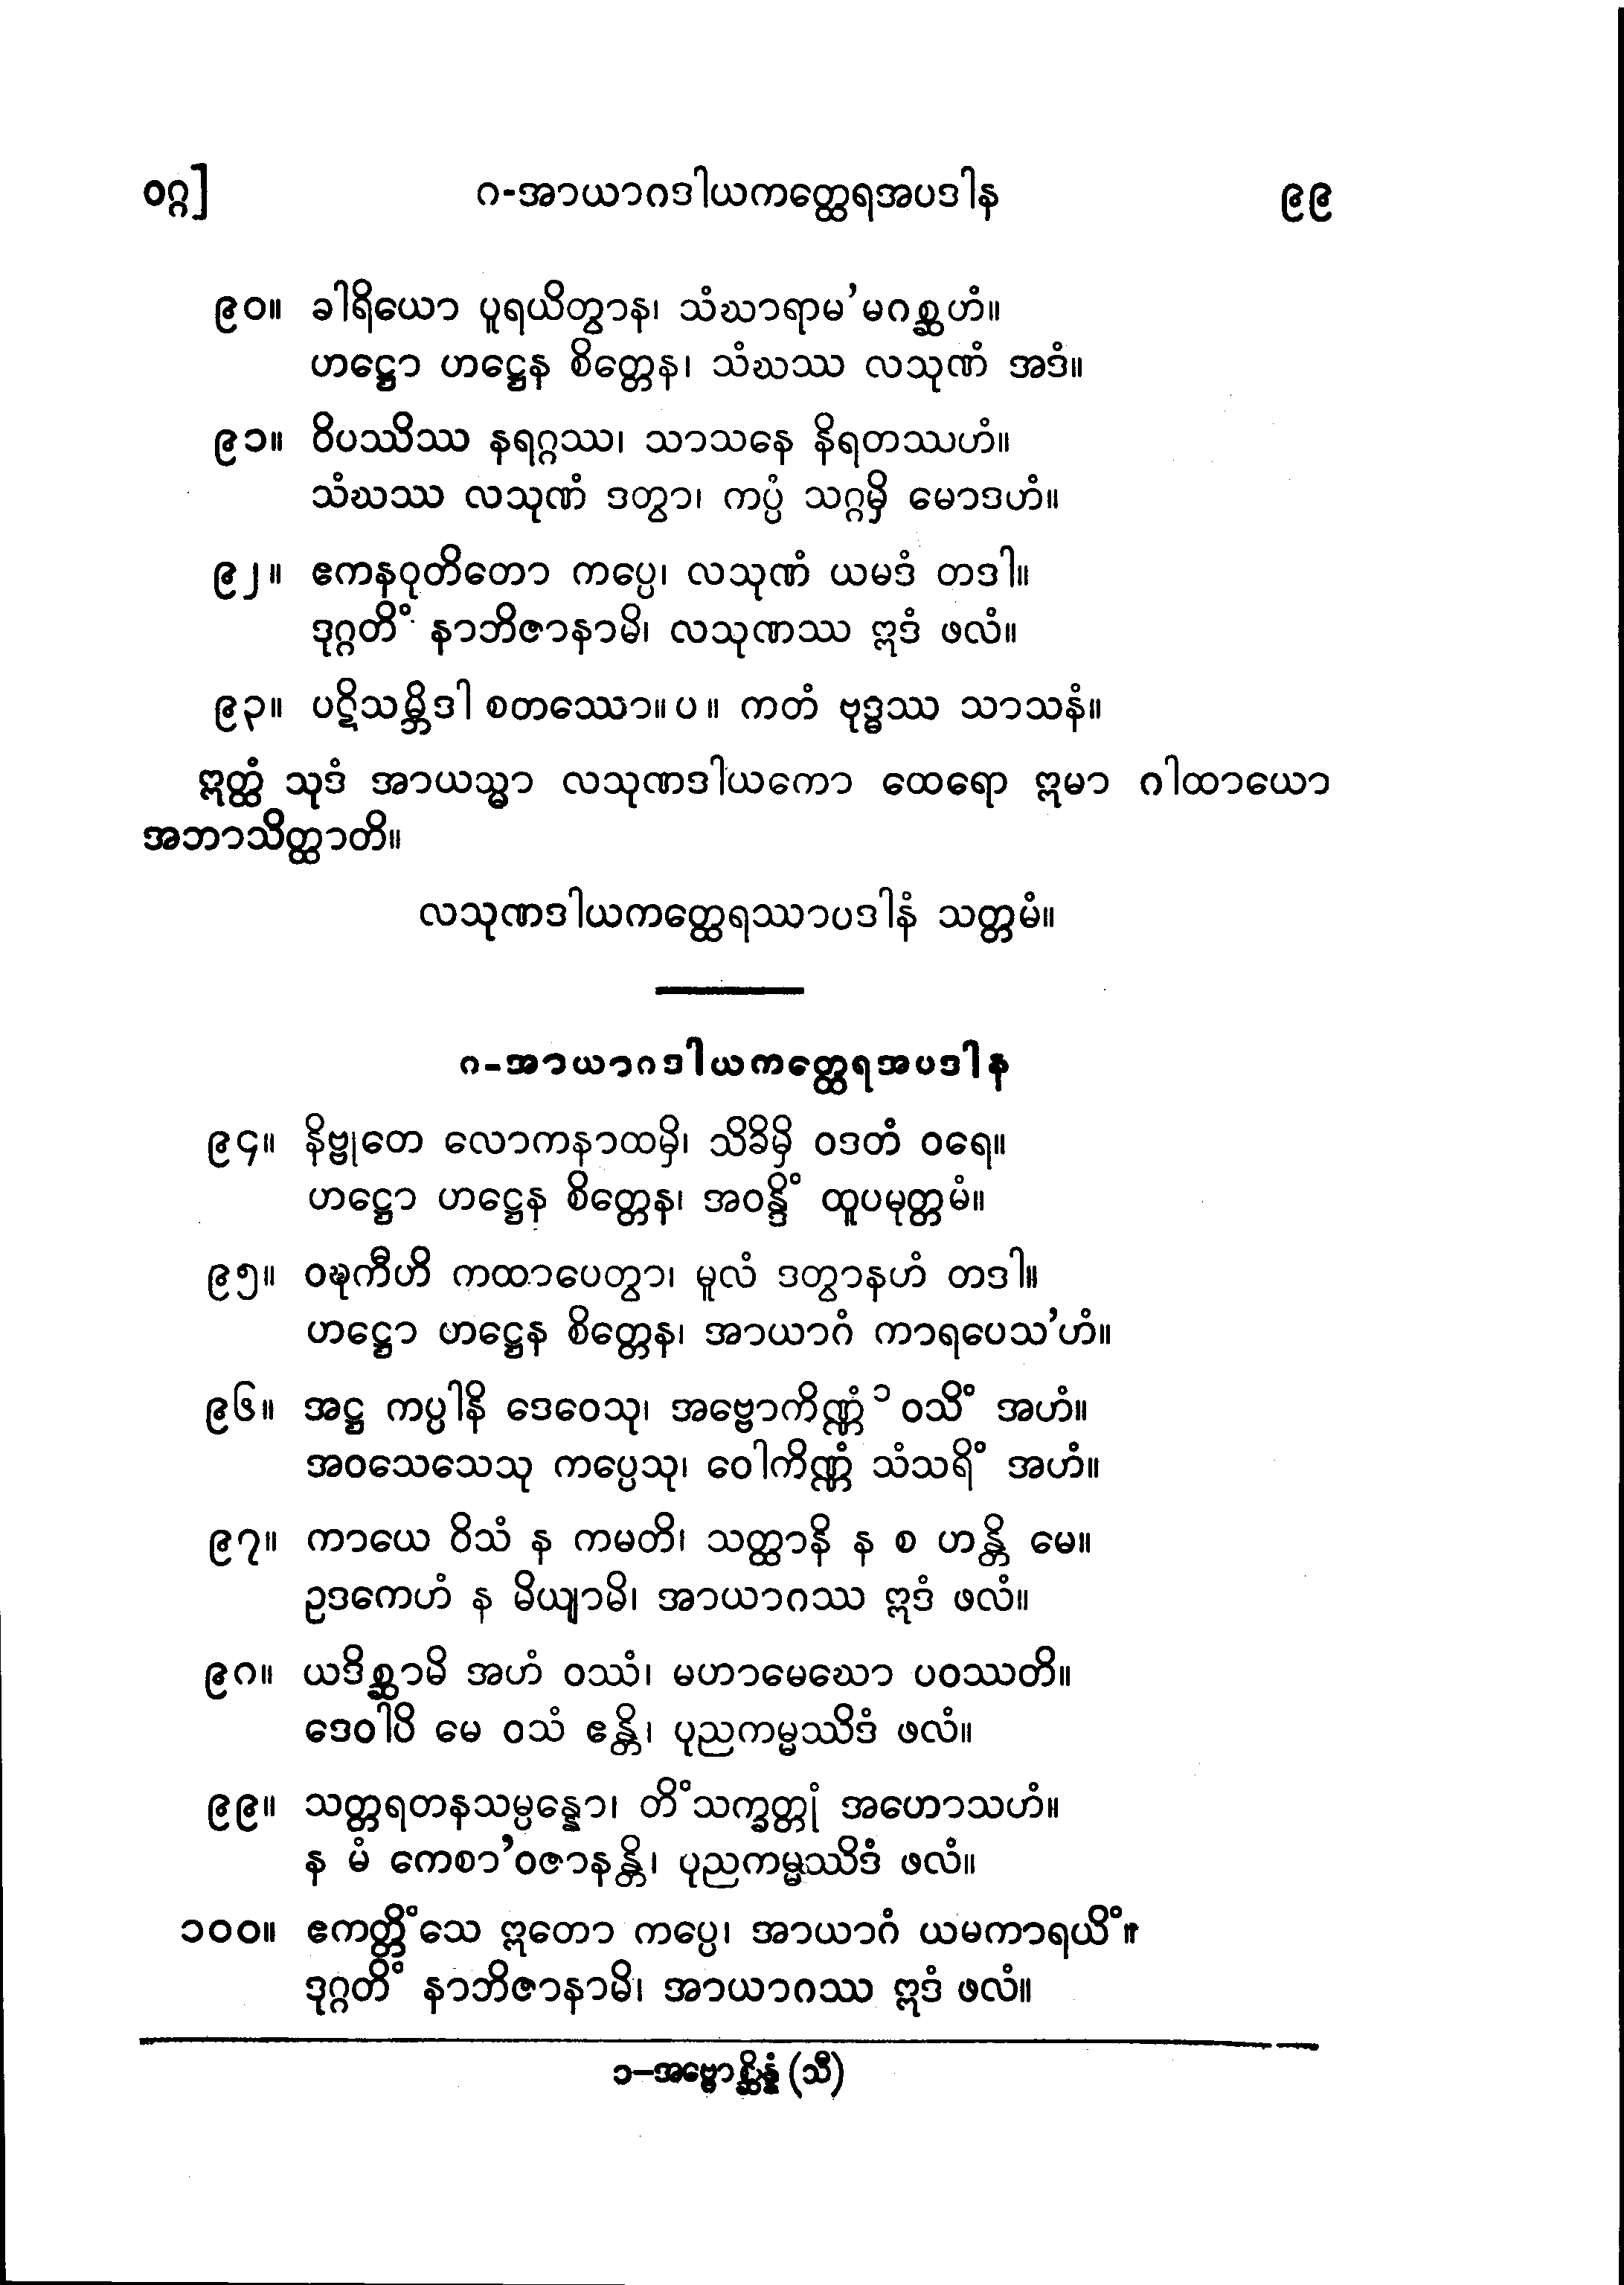 ဝဂ္ဂ]
ဂ-အာယာဂဒါယကတ္ထေရအပဒါန
၉၉
၉၀။ ခါရိယော ပူရယိတွာန၊ သံဃာရာမ’မဂစ္ဆဟံ။
ဟဋ္ဌော ဟဋ္ဌေန စိတ္တေန၊ သံဃဿ လသုဏံ အဒံ။
၉၁။ ဝိပဿိဿ နရဂ္ဂဿ၊ သာသနေ နိရတဿဟံ။
သံဃဿ လသုဏံ ဒတွာ၊ ကပ္ပံ သဂ္ဂမှိ မောဒဟံ။
၉၂။ ဧကနဝုတိတော ကပ္ပေ၊ လသုဏံ ယမဒံ တဒါ။
ဒုဂ္ဂတိံ နာဘိဇာနာမိ၊ လသုဏဿ ဣဒံ ဖလံ။
၉၃။ ပဋိသမ္ဘိဒါ စတဿော။ ပ။ ကတံ ဗုဒ္ဓဿ သာသနံ။
ဣတ္ထံ သုဒံ အာယသ္မာ လသုဏဒါယကော ထေရော ဣမာ ဂါထာယော
အဘာသိတ္ထာတိ။
လသုဏဒါယကတ္ထေရဿာပဒါနံ သတ္တမံ။
ဂ-အာယာဂဒါယကတ္ထေရအပဒါန
၉၄။ နိဗ္ဗုတေ လောကနာထမှိ၊ သိခိမှိ ဝဒတံ ဝရေ။
ဟဋ္ဌော ဟဋ္ဌေန စိတ္တေန၊ အဝန္ဒိံ ထူပမုတ္တမံ။
၉၅။ ဝၯကီဟိ ကထာပေတွာ၊ မူလံ ဒတွာနဟံ တဒါ။
ဟဋ္ဌော ဟဋ္ဌေန စိတ္တေန၊ အာယာဂံ ကာရပေသ’ဟံ။
၉၆။ အဋ္ဌ ကပ္ပါနိ ဒေဝေသု၊ အဗ္ဗောကိဏ္ဏံ ၁ ဝသိံ အဟံ။
အဝသေသေသု ကပ္ပေသု၊ ဝေါကိဏ္ဏံ သံသရိံ အဟံ။
၉၇။ ကာယေ ဝိသံ န ကမတိ၊ သတ္ထာနိ န စ ဟန္တိ မေ။
ဥဒကေဟံ န မိယျာမိ၊ အာယာဂဿ ဣဒံ ဖလံ။
၉ဂ။ ယဒိစ္ဆာမိ အဟံ ဝဿံ၊ မဟာမေဃော ပဝဿတိ။
ဒေဝါပိ မေ ဝသံ ဧန္တိ၊ ပုညကမ္မဿိဒံ ဖလံ။
၉၉။ သတ္တရတနသမ္ပန္နော၊ တိံသက္ခတ္တုံ အဟောသဟံ။
န မံ ကေစာ’ဝဇာနန္တိ၊ ပုညကမ္မဿိဒံ ဖလံ။
၁၀၀။ ဧကတ္တိံသေ ဣတော ကပ္ပေ၊ အာယာဂံ ယမကာရယိံ။
ဒုဂ္ဂတိံ နာဘိဇာနာမိ၊ အာယာဂဿ ဣဒံ ဖလံ။
၁–အဗ္ဗောစ္ဆိန္နံ (သီ)